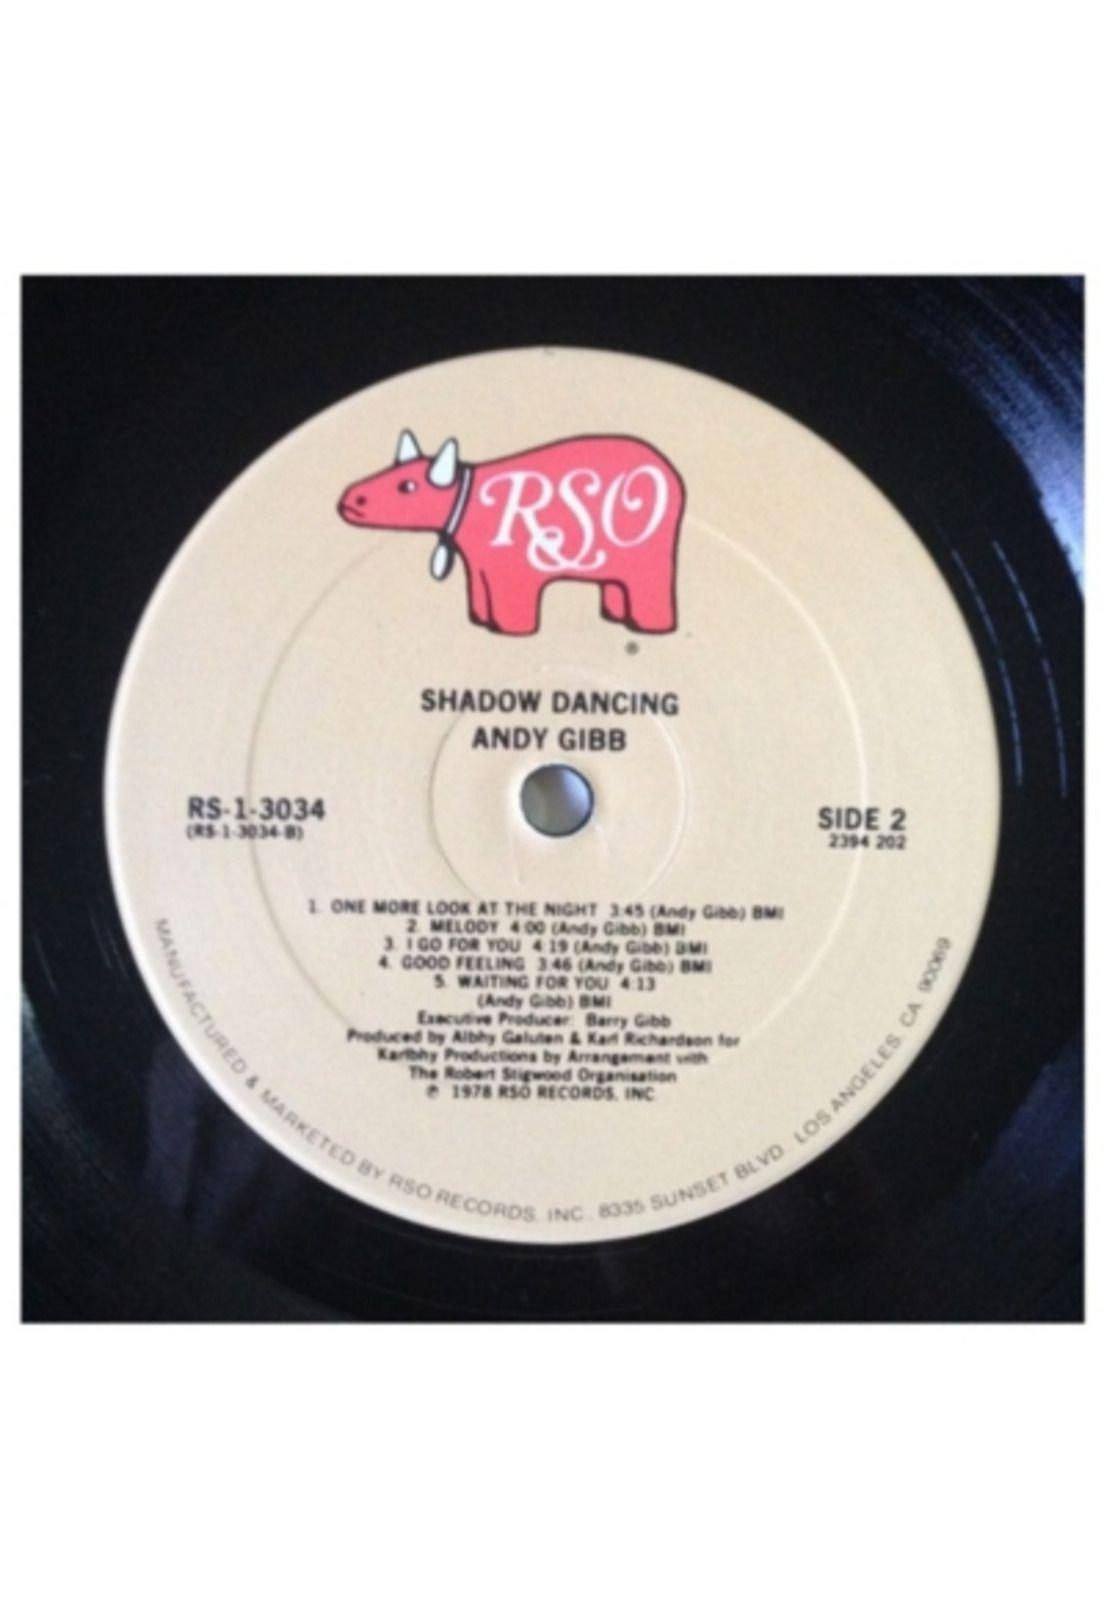 RSO
®
SHADOW DANCING
ANDY GIBB
RS-1-3034
(RS-1-3034-B)
SIDE 2
2394 202
1. ONE MORE LOOK AT THE NIGHT 3:45 (Andy Gibb) BMI
2. MELODY 4:00 (Andy Gibb) BMI
3. I GO FOR YOU 4:19 (Andy Gibb) BMI
4. GOOD FEELING 3:46 (Andy Gibb) BMI
5. WAITING FOR YOU 4:13
(Andy Gibb) BMI
Executive Producer: Barry Gibb
Produced by Albhy Galuten & Karl Richardson for
Karlbhy Productions by Arrangement with
The Robert Stigwood Organisation
℗ 1978 RSO RECORDS, INC.
MANUFACTURED & MARKETED BY RSO RECORDS, INC., 8335 SUNSET BLVD. LOS ANGELES, CA. 90069